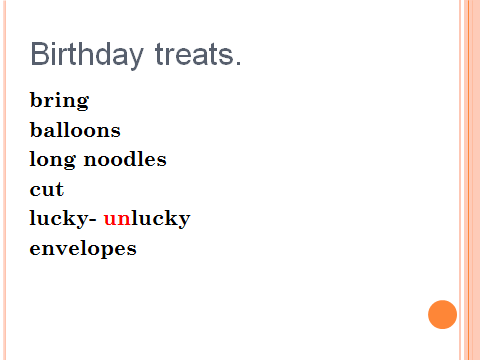 Birthday treats.
bring
balloons
long noodles
cut
lucky- unlucky
envelopes